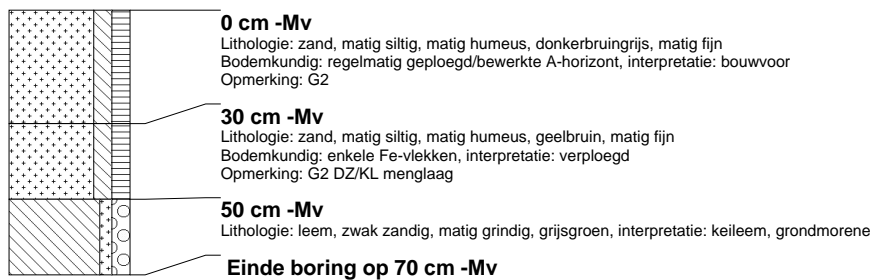 0 cm -Mv
Lithologie: zand, matig siltig, matig humeus, donkerbruingrijs, matig fijn
Bodemkundig: regelmatig geploegd/bewerkte A-horizont, interpretatie: bouwvoor
Opmerking: G2
30 cm -Mv
Lithologie: zand, matig siltig, matig humeus, geelbruin, matig fijn
Bodemkundig: enkele Fe-vlekken, interpretatie: verploegd
Opmerking: G2 DZ/KL menglaag
50 cm -Mv
Lithologie: leem, zwak zandig, matig grindig, grijsgroen, interpretatie: keileem, grondmorene
Einde boring op 70 cm -Mv